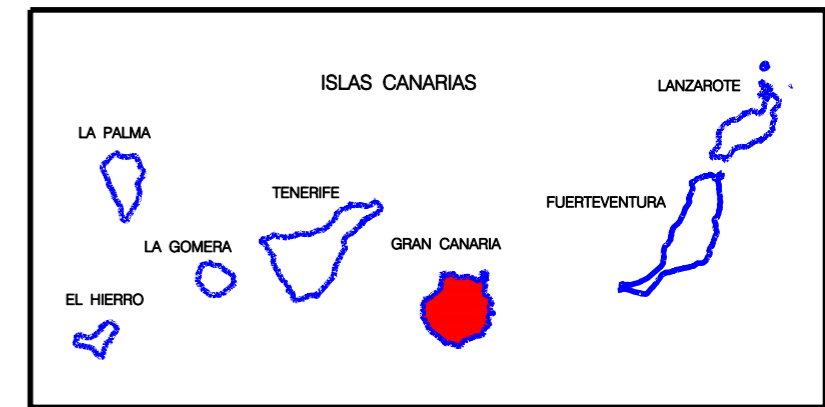 ISLAS CANARIAS
LANZAROTE
LA PALMA
TENERIFE
FUERTEVENTURA
LA GOMERA
GRAN CANARIA
EL HIERRO